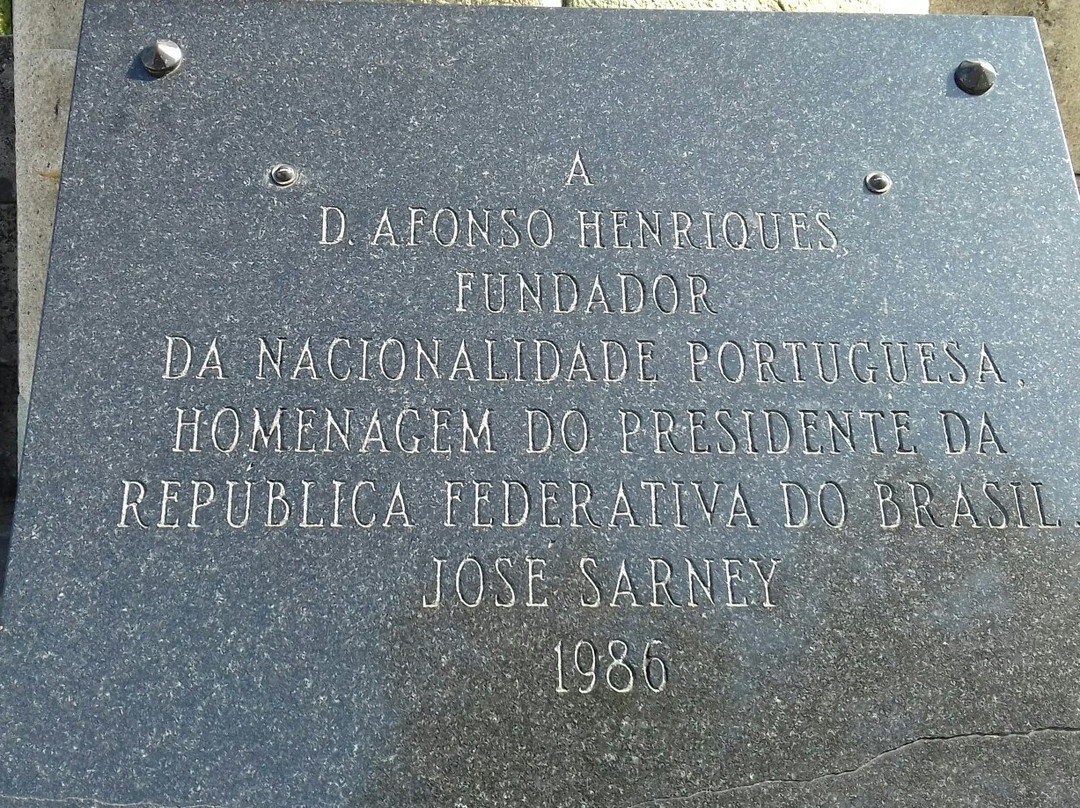 A
D. AFONSO HENRIQUES,
FUNDADOR
DA NACIONALIDADE PORTUGUESA,
HOMENAGEM DO PRESIDENTE DA
REPÚBLICA FEDERATIVA DO BRASIL.
JOSE SARNEY
1986